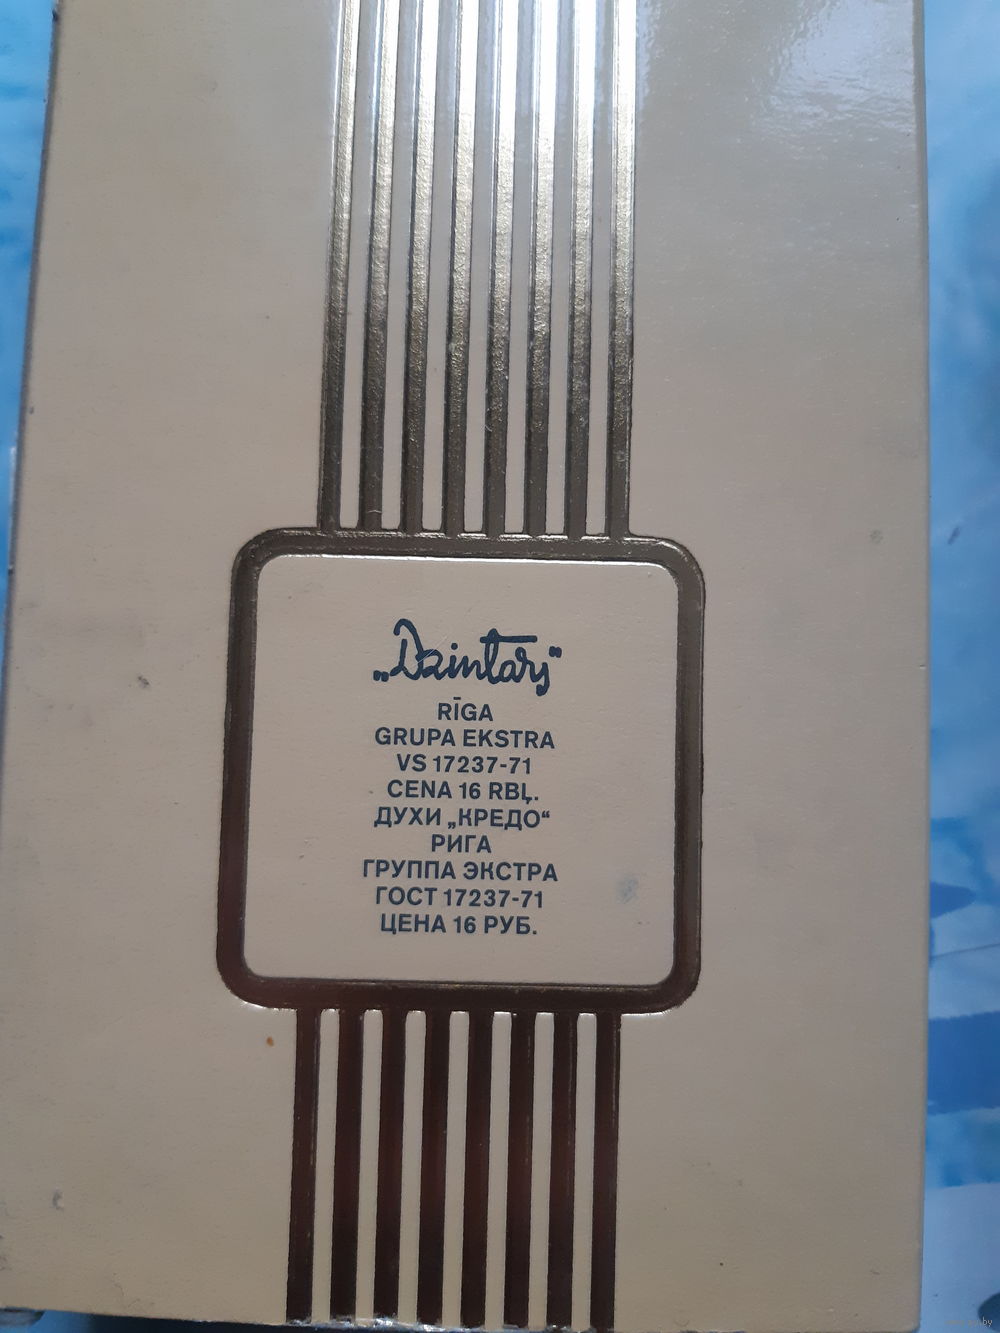 „Dzintars“
RĪGA
GRUPA EKSTRA
VS 17237-71
CENA 16 RBĻ.
ДУХИ „КРЕДО“
РИГА
ГРУППА ЭКСТРА
ГОСТ 17237-71
ЦЕНА 16 РУБ.